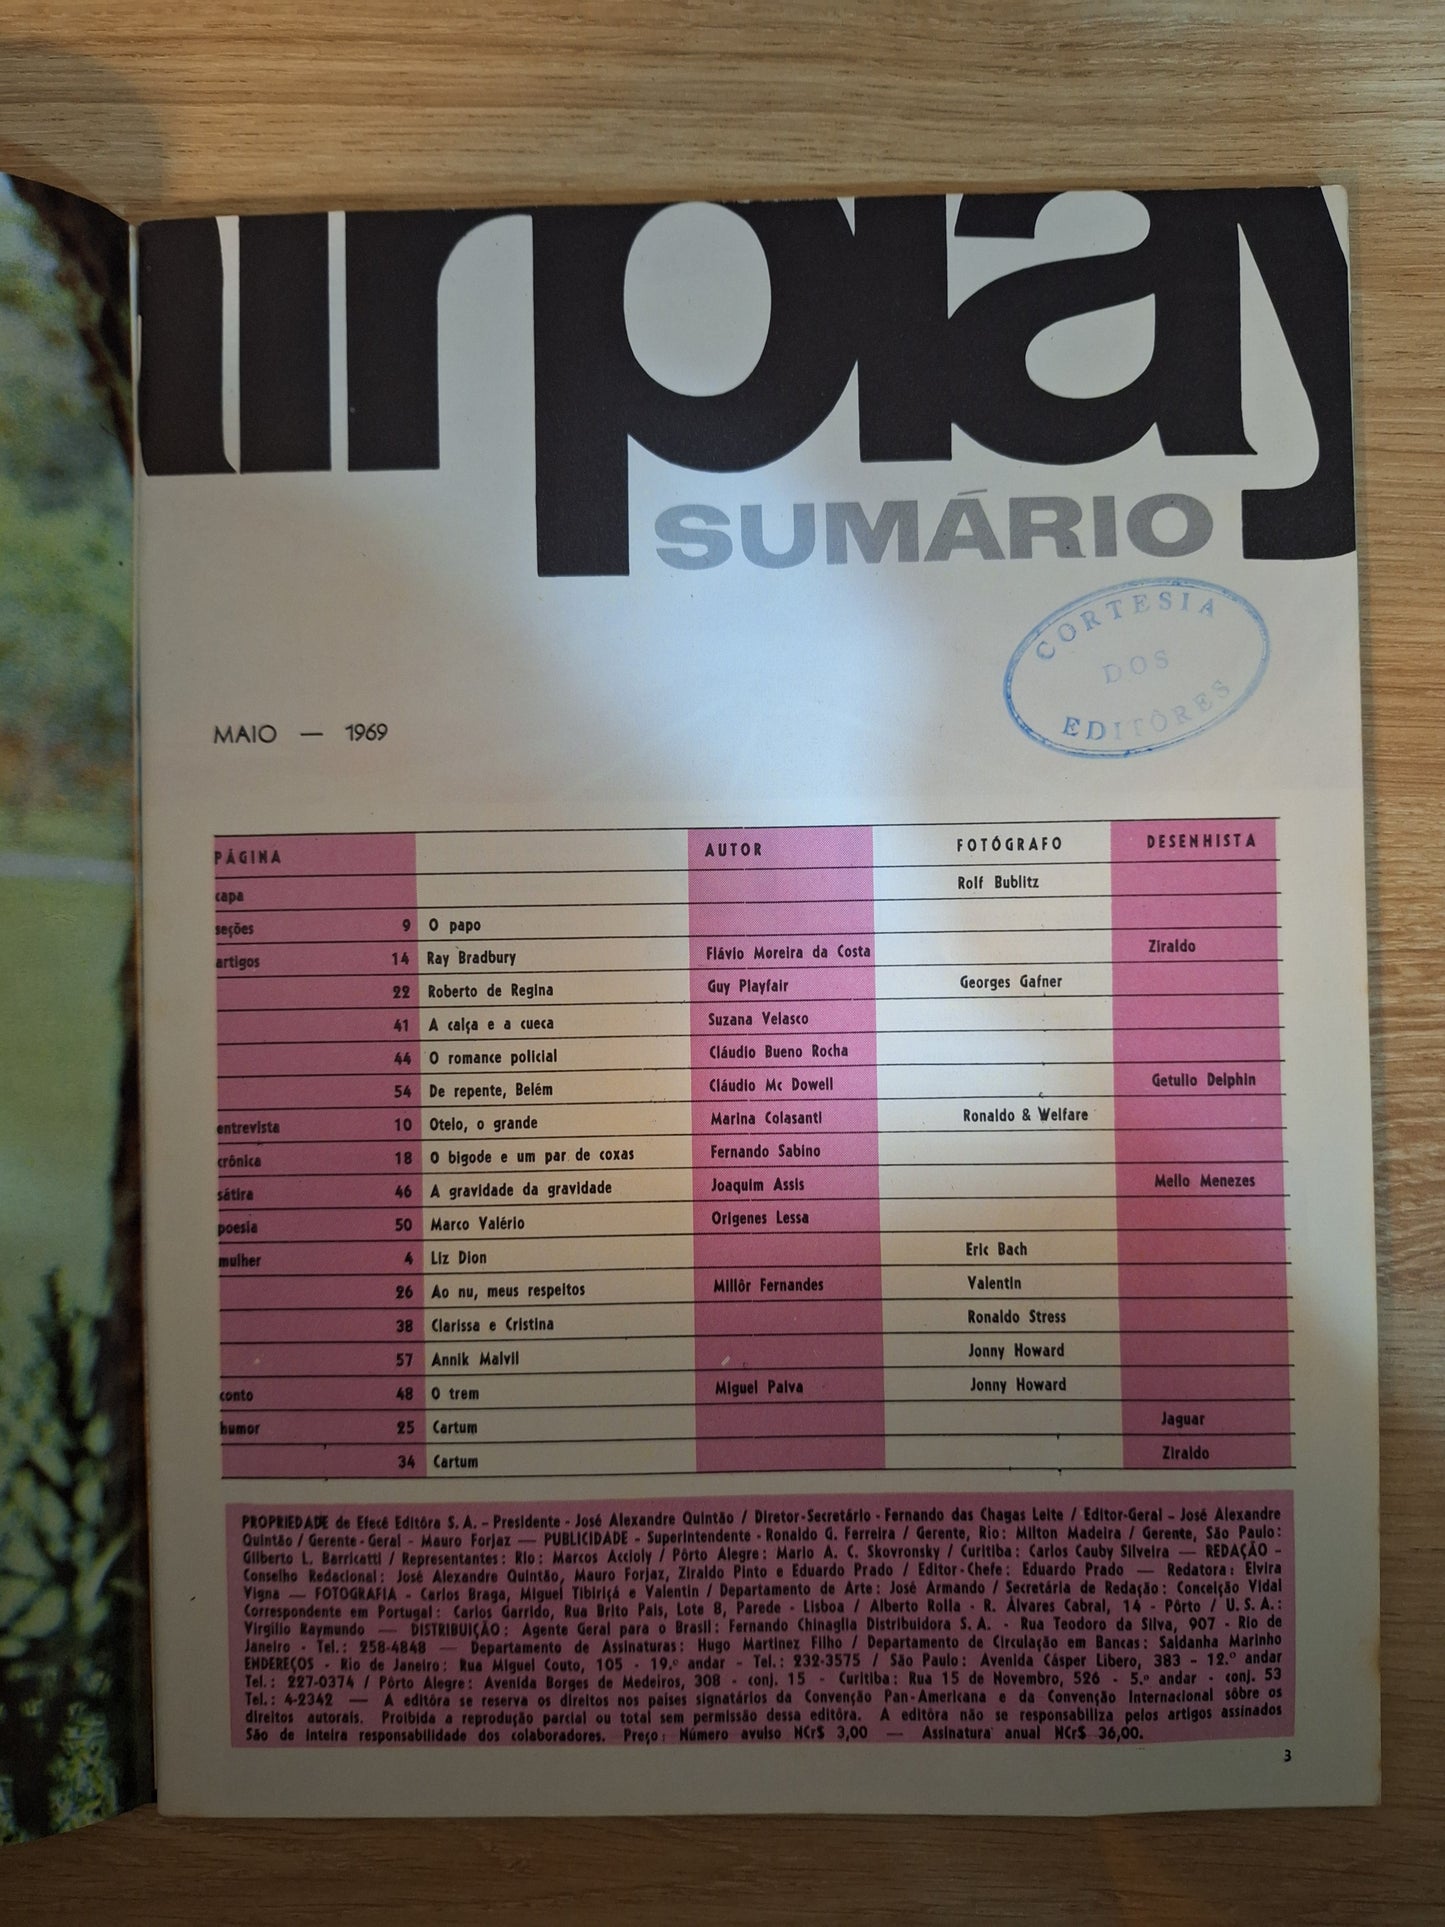 irplay
SUMÁRIO
CORTESIA
DOS
EDITÔRES
MAIO — 1969
PÁGINA AUTOR FOTÓGRAFO DESENHISTA
capa Rolf Bublitz
seções 9 O papo
artigos 14 Ray Bradbury Flávio Moreira da Costa Ziraldo
22 Roberto de Regina Guy Playfair Georges Gafner
41 A calça e a cueca Suzana Velasco
44 O romance policial Cláudio Bueno Rocha
54 De repente, Belém Cláudio Mc Dowell Getulio Delphin
entrevista 10 Otelo, o grande Marina Colasanti Ronaldo & Welfare
crônica 18 O bigode e um par de coxas Fernando Sabino
sátira 46 A gravidade da gravidade Joaquim Assis Mello Menezes
poesia 50 Marco Valério Origenes Lessa
mulher 4 Liz Dion Eric Bach
26 Ao nu, meus respeitos Millôr Fernandes Valentin
38 Clarissa e Cristina Ronaldo Stress
57 Annik Malvil Jonny Howard
conto 48 O trem Miguel Paiva Jonny Howard
humor 25 Cartum Jaguar
34 Cartum Ziraldo
PROPRIEDADE de Efecê Editôra S. A. – Presidente - José Alexandre Quintão / Diretor-Secretário - Fernando das Chagas Leite / Editor-Geral – José Alexandre
Quintão / Gerente-Geral - Mauro Forjaz — PUBLICIDADE - Superintendente - Ronaldo G. Ferreira / Gerente, Rio: Milton Madeira / Gerente, São Paulo:
Gilberto L. Barricatti / Representantes: Rio: Marcos Accioly / Pôrto Alegre: Mario A. C. Skovronsky / Curitiba: Carlos Cauby Silveira — REDAÇÃO –
Conselho Redacional: José Alexandre Quintão, Mauro Forjaz, Ziraldo Pinto e Eduardo Prado / Editor-Chefe: Eduardo Prado — Redatora: Elvira
Vigna — FOTOGRAFIA - Carlos Braga, Miguel Tibiriçá e Valentin / Departamento de Arte: José Armando / Secretária de Redação: Conceição Vidal
Correspondente em Portugal: Carlos Garrido, Rua Brito Pais, Lote 8, Parede - Lisboa / Alberto Rolla - R. Álvares Cabral, 14 - Pôrto / U. S. A.:
Virgílio Raymundo — DISTRIBUIÇÃO: Agente Geral para o Brasil: Fernando Chinaglia Distribuidora S. A. - Rua Teodoro da Silva, 907 - Rio de
Janeiro - Tel.: 258-4848 — Departamento de Assinaturas: Hugo Martinez Filho / Departamento de Circulação em Bancas: Saldanha Marinho
ENDEREÇOS - Rio de Janeiro: Rua Miguel Couto, 105 - 19.º andar - Tel.: 232-3575 / São Paulo: Avenida Cásper Líbero, 383 - 12.º andar
Tel.: 227-0374 / Pôrto Alegre: Avenida Borges de Medeiros, 308 - conj. 15 - Curitiba: Rua 15 de Novembro, 526 - 5.º andar - conj. 53
Tel.: 4-2342 — A editôra se reserva os direitos nos países signatários da Convenção Pan-Americana e da Convenção Internacional sôbre os
direitos autorais. Proibida a reprodução parcial ou total sem permissão dessa editôra. A editôra não se responsabiliza pelos artigos assinados
São de inteira responsabilidade dos colaboradores. Preço: Número avulso NCr$ 3,00 — Assinatura anual NCr$ 36,00.
3